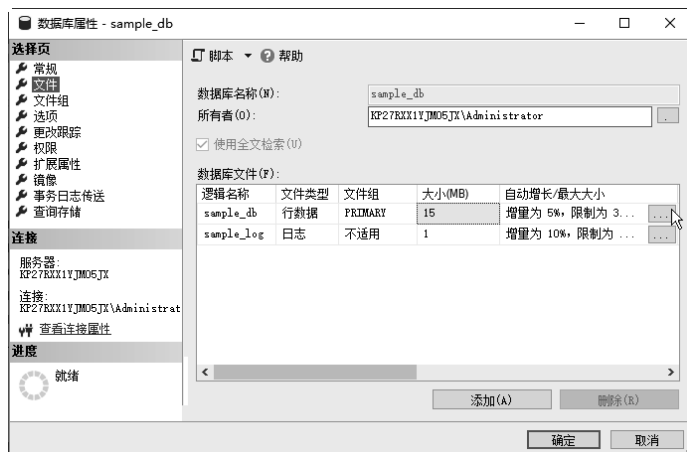 数据库属性 - sample_db
选择页
常规
文件
文件组
选项
更改跟踪
权限
扩展属性
镜像
事务日志传送
查询存储
连接
服务器:
KP27RXX1YJMO5JX
连接:
KP27RXX1YJMO5JX\Administrat
查看连接属性
进度
就绪
脚本 帮助
数据库名称(N): sample_db
所有者(O): KP27RXX1YJMO5JX\Administrator
使用全文检索(U)
数据库文件(F):
逻辑名称 文件类型 文件组 大小(MB) 自动增长/最大大小
sample_db 行数据 PRIMARY 15 增量为 5%，限制为 3... ...
sample_log 日志 不适用 1 增量为 10%，限制为 ... ...
添加(A) 删除(R)
确定 取消